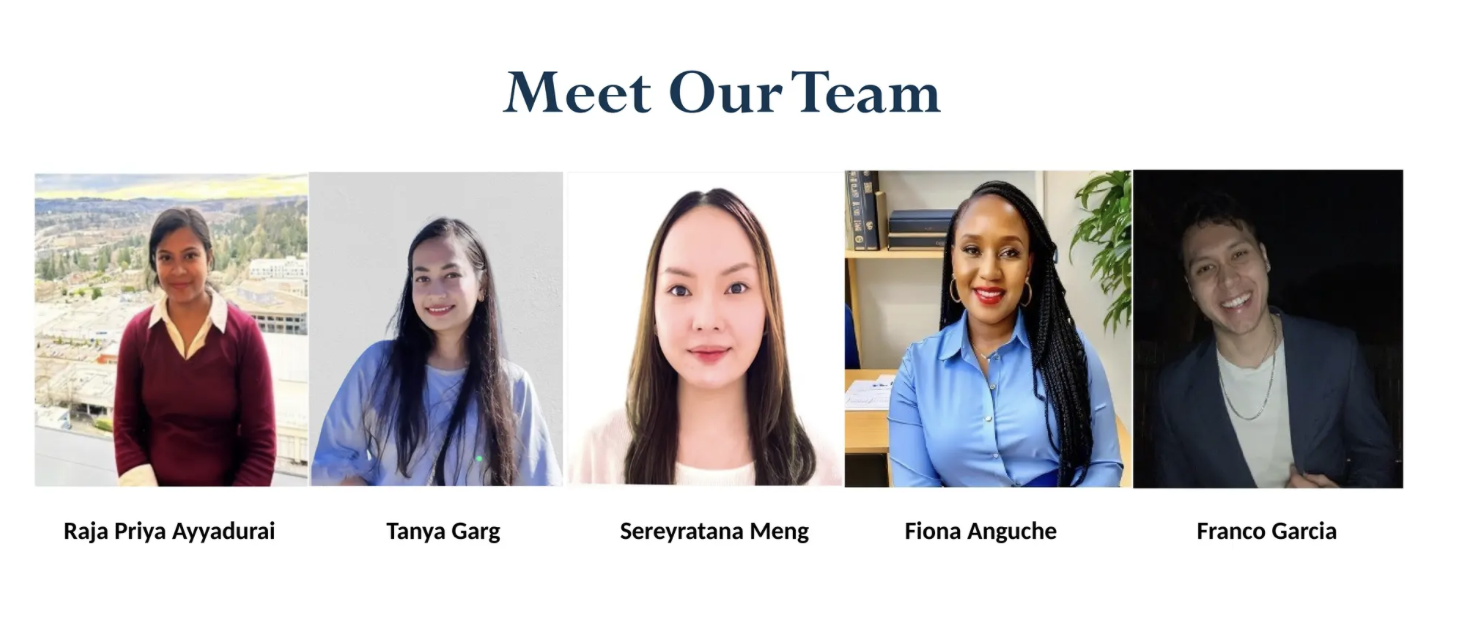 Meet Our Team
Raja Priya Ayyadurai
Tanya Garg
Sereyratana Meng
Fiona Anguche
Franco Garcia